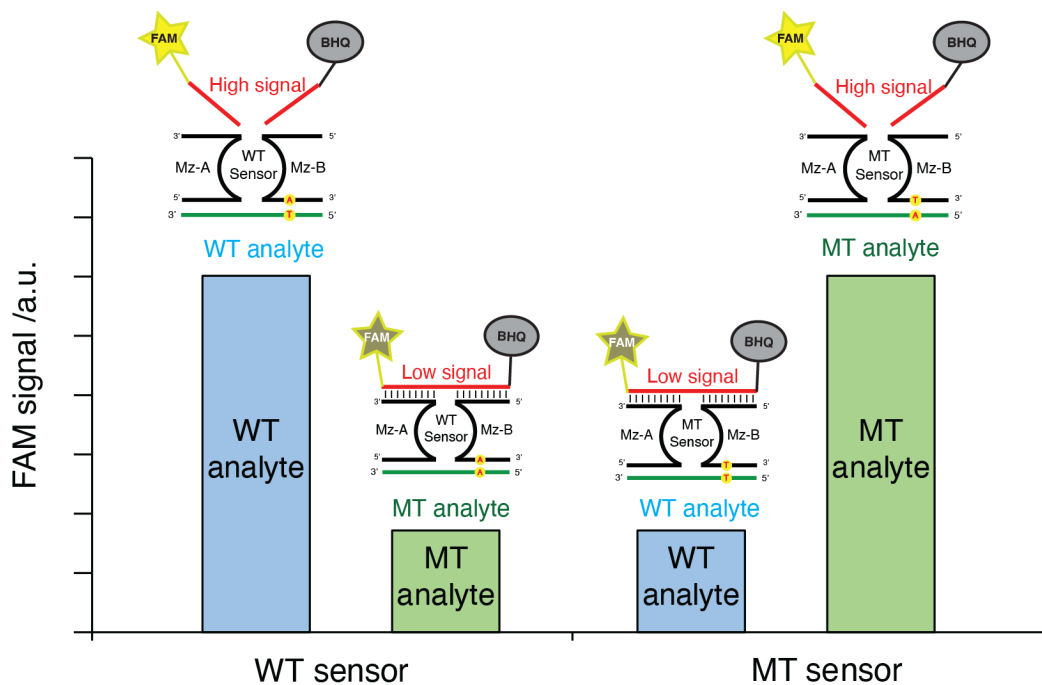 FAM
BHQ
High signal
3'
5'
Mz-A
WT
Sensor
Mz-B
5'
3'
A
3'
T
5'
WT analyte
FAM
BHQ
High signal
3'
5'
Mz-A
MT
Sensor
Mz-B
5'
3'
T
3'
A
5'
MT analyte
FAM
BHQ
Low signal
3'
5'
Mz-A
WT
Sensor
Mz-B
5'
3'
A
3'
A
5'
MT analyte
FAM
BHQ
Low signal
3'
5'
Mz-A
MT
Sensor
Mz-B
5'
3'
T
3'
T
5'
WT analyte
FAM signal /a.u.
WT
analyte
MT
analyte
WT
analyte
MT
analyte
WT sensor
MT sensor